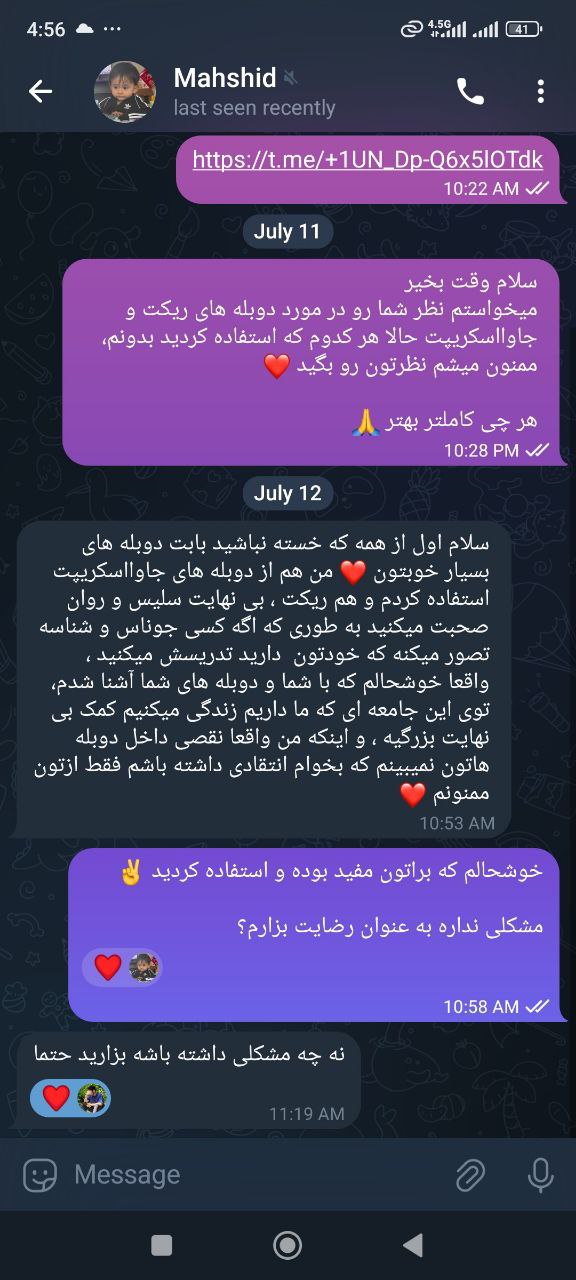 4:56
4.5G
41
Mahshid
last seen recently
https://t.me/+1UN_Dp-Q6x5lOTdk
10:22 AM
July 11
سلام وقت بخیر
میخواستم نظر شما رو در مورد دوبله های ریکت و
جاوااسکریپت حالا هر کدوم که استفاده کردید بدونم،
ممنون میشم نظرتون رو بگید ❤️
هر چی کاملتر بهتر 🙏
10:28 PM
July 12
سلام اول از همه که خسته نباشید بابت دوبله های
بسیار خوبتون ❤️ من هم از دوبله های جاوااسکریپت
استفاده کردم و هم ریکت ، بی نهایت سلیس و روان
صحبت میکنید به طوری که اگه کسی جوناس و شناسه
تصور میکنه که خودتون دارید تدریسش میکنید ،
واقعا خوشحالم که با شما و دوبله های شما آشنا شدم،
توی این جامعه ای که ما داریم زندگی میکنیم کمک بی
نهایت بزرگیه ، و اینکه من واقعا نقصی داخل دوبله
هاتون نمیبینم که بخوام انتقادی داشته باشم فقط ازتون
ممنونم ❤️
10:53 AM
خوشحالم که براتون مفید بوده و استفاده کردید ✌️
مشکلی نداره به عنوان رضایت بزارم؟
10:58 AM
نه چه مشکلی داشته باشه بزارید حتما
11:19 AM
Message